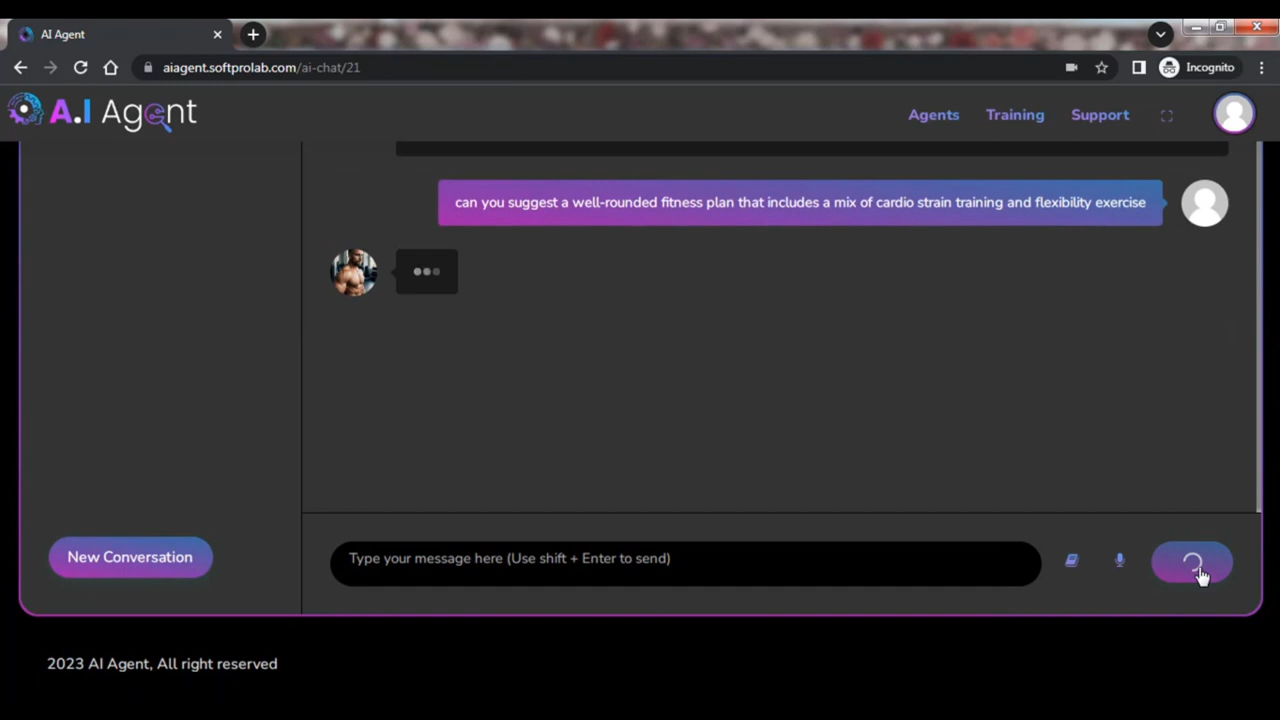 AI Agent
aiagent.softprolab.com/ai-chat/21
Incognito
A.I Agent
Agents
Training
Support
can you suggest a well-rounded fitness plan that includes a mix of cardio strain training and flexibility exercise
New Conversation
Type your message here (Use shift + Enter to send)
2023 AI Agent, All right reserved